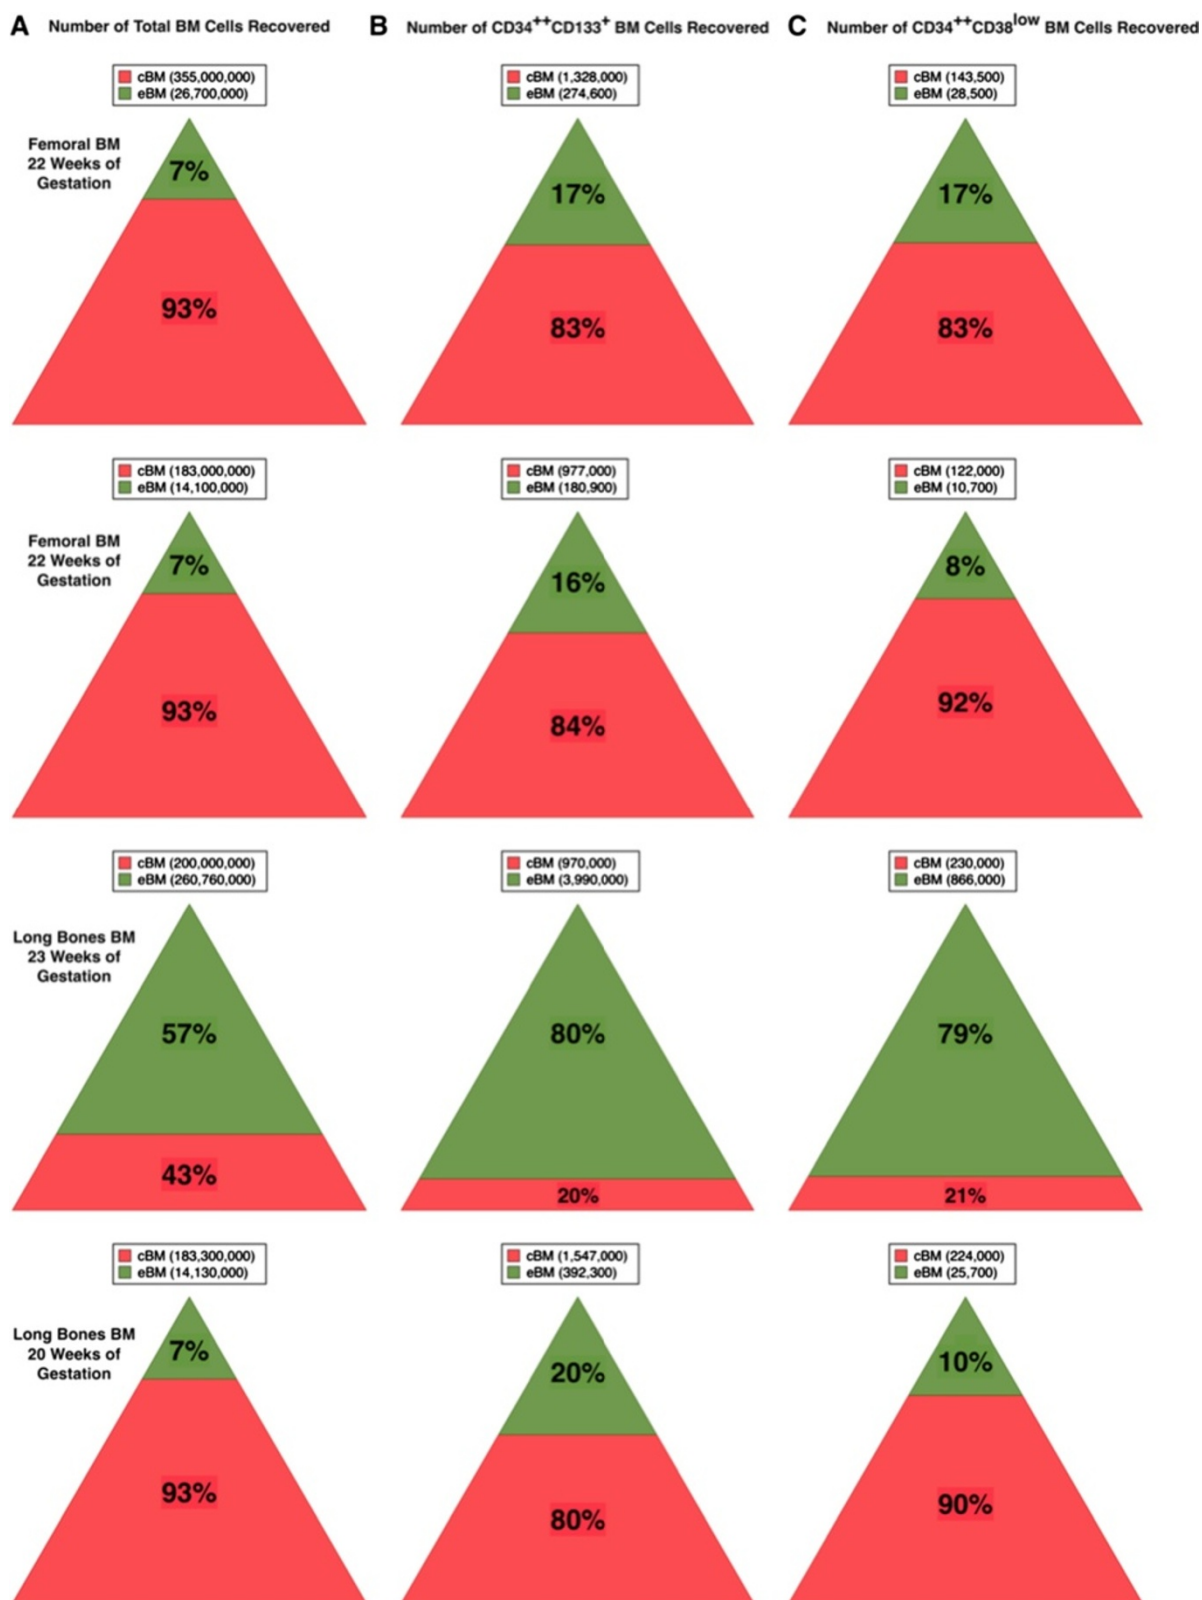 A Number of Total BM Cells Recovered
B Number of CD34++CD133+ BM Cells Recovered
C Number of CD34++CD38low BM Cells Recovered
cBM (355,000,000)
eBM (26,700,000)
cBM (1,328,000)
eBM (274,600)
cBM (143,500)
eBM (28,500)
Femoral BM
22 Weeks of
Gestation
7%
93%
17%
83%
17%
83%
cBM (183,000,000)
eBM (14,100,000)
cBM (977,000)
eBM (180,900)
cBM (122,000)
eBM (10,700)
Femoral BM
22 Weeks of
Gestation
7%
93%
16%
84%
8%
92%
cBM (200,000,000)
eBM (260,760,000)
cBM (970,000)
eBM (3,990,000)
cBM (230,000)
eBM (866,000)
Long Bones BM
23 Weeks of
Gestation
57%
43%
80%
20%
79%
21%
cBM (183,300,000)
eBM (14,130,000)
cBM (1,547,000)
eBM (392,300)
cBM (224,000)
eBM (25,700)
Long Bones BM
20 Weeks of
Gestation
7%
93%
20%
80%
10%
90%